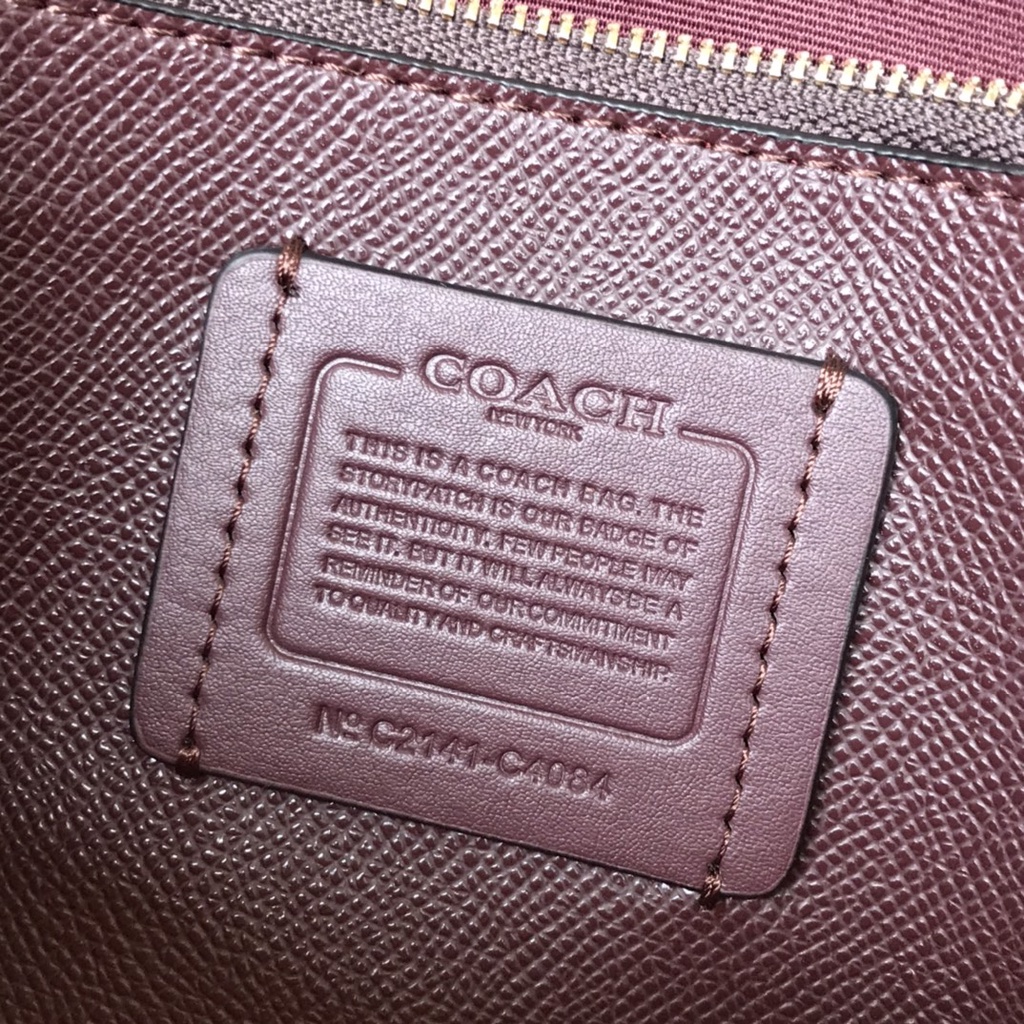 COACH
NEW YORK
THIS IS A COACH BAG. THE
STORYPATCH IS OUR BADGE OF
AUTHENTICITY. FEW PEOPLE MAY
SEE IT. BUT IT WILL ALWAYS BE A
REMINDER OF OUR COMMITMENT
TO QUALITY AND CRAFTSMANSHIP.
Nº C2141-C4084